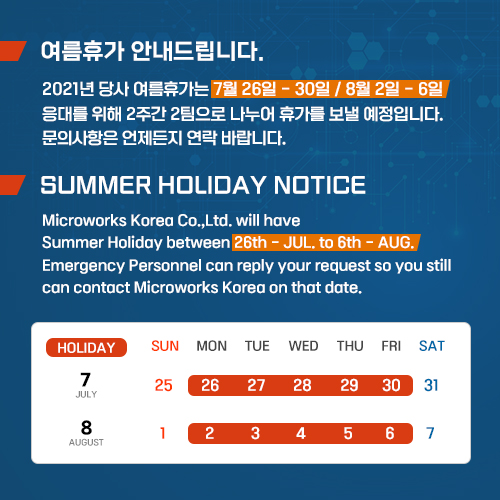 여름휴가 안내드립니다.
2021년 당사 여름휴가는 7월 26일 - 30일 / 8월 2일 - 6일
응대를 위해 2주간 2팀으로 나누어 휴가를 보낼 예정입니다.
문의사항은 언제든지 연락 바랍니다.
SUMMER HOLIDAY NOTICE
Microworks Korea Co.,Ltd. will have
Summer Holiday between 26th - JUL. to 6th - AUG.
Emergency Personnel can reply your request so you still
can contact Microworks Korea on that date.
HOLIDAY SUN MON TUE WED THU FRI SAT
7 25 26 27 28 29 30 31
JULY
8 1 2 3 4 5 6 7
AUGUST